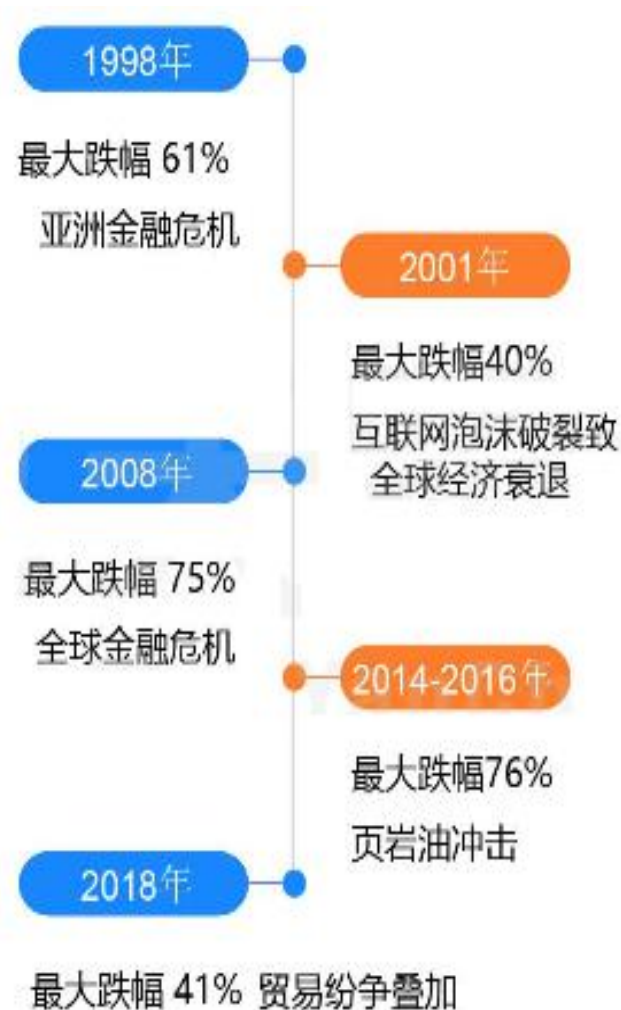 1998年
最大跌幅 61%
亚洲金融危机
2001年
最大跌幅40%
互联网泡沫破裂致
全球经济衰退
2008年
最大跌幅 75%
全球金融危机
2014-2016年
最大跌幅76%
页岩油冲击
2018年
最大跌幅 41% 贸易纷争叠加